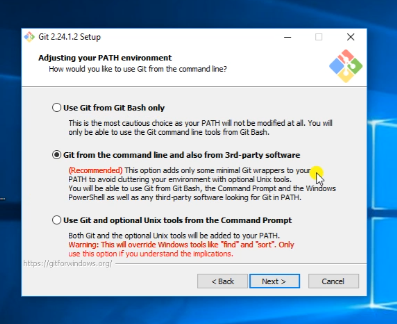 Git 2.24.1.2 Setup
Adjusting your PATH environment
How would you like to use Git from the command line?
Use Git from Git Bash only
This is the most cautious choice as your PATH will not be modified at all. You will
only be able to use the Git command line tools from Git Bash.
Git from the command line and also from 3rd-party software
(Recommended) This option adds only some minimal Git wrappers to your
PATH to avoid cluttering your environment with optional Unix tools.
You will be able to use Git from Git Bash, the Command Prompt and the Windows
PowerShell as well as any third-party software looking for Git in PATH.
Use Git and optional Unix tools from the Command Prompt
Both Git and the optional Unix tools will be added to your PATH.
Warning: This will override Windows tools like "find" and "sort". Only
use this option if you understand the implications.
https://gitforwindows.org/
< Back Next > Cancel